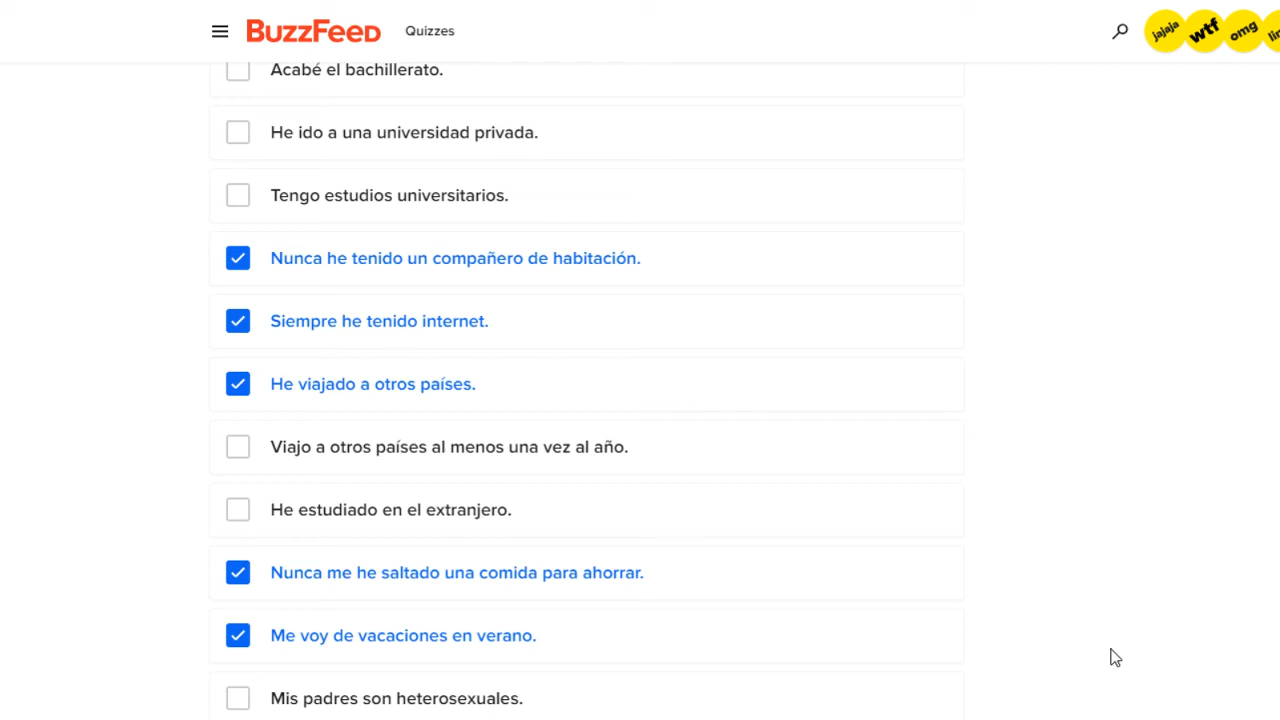 BuzzFeed Quizzes jajaja wtf omg
Acabé el bachillerato.
He ido a una universidad privada.
Tengo estudios universitarios.
Nunca he tenido un compañero de habitación.
Siempre he tenido internet.
He viajado a otros países.
Viajo a otros países al menos una vez al año.
He estudiado en el extranjero.
Nunca me he saltado una comida para ahorrar.
Me voy de vacaciones en verano.
Mis padres son heterosexuales.